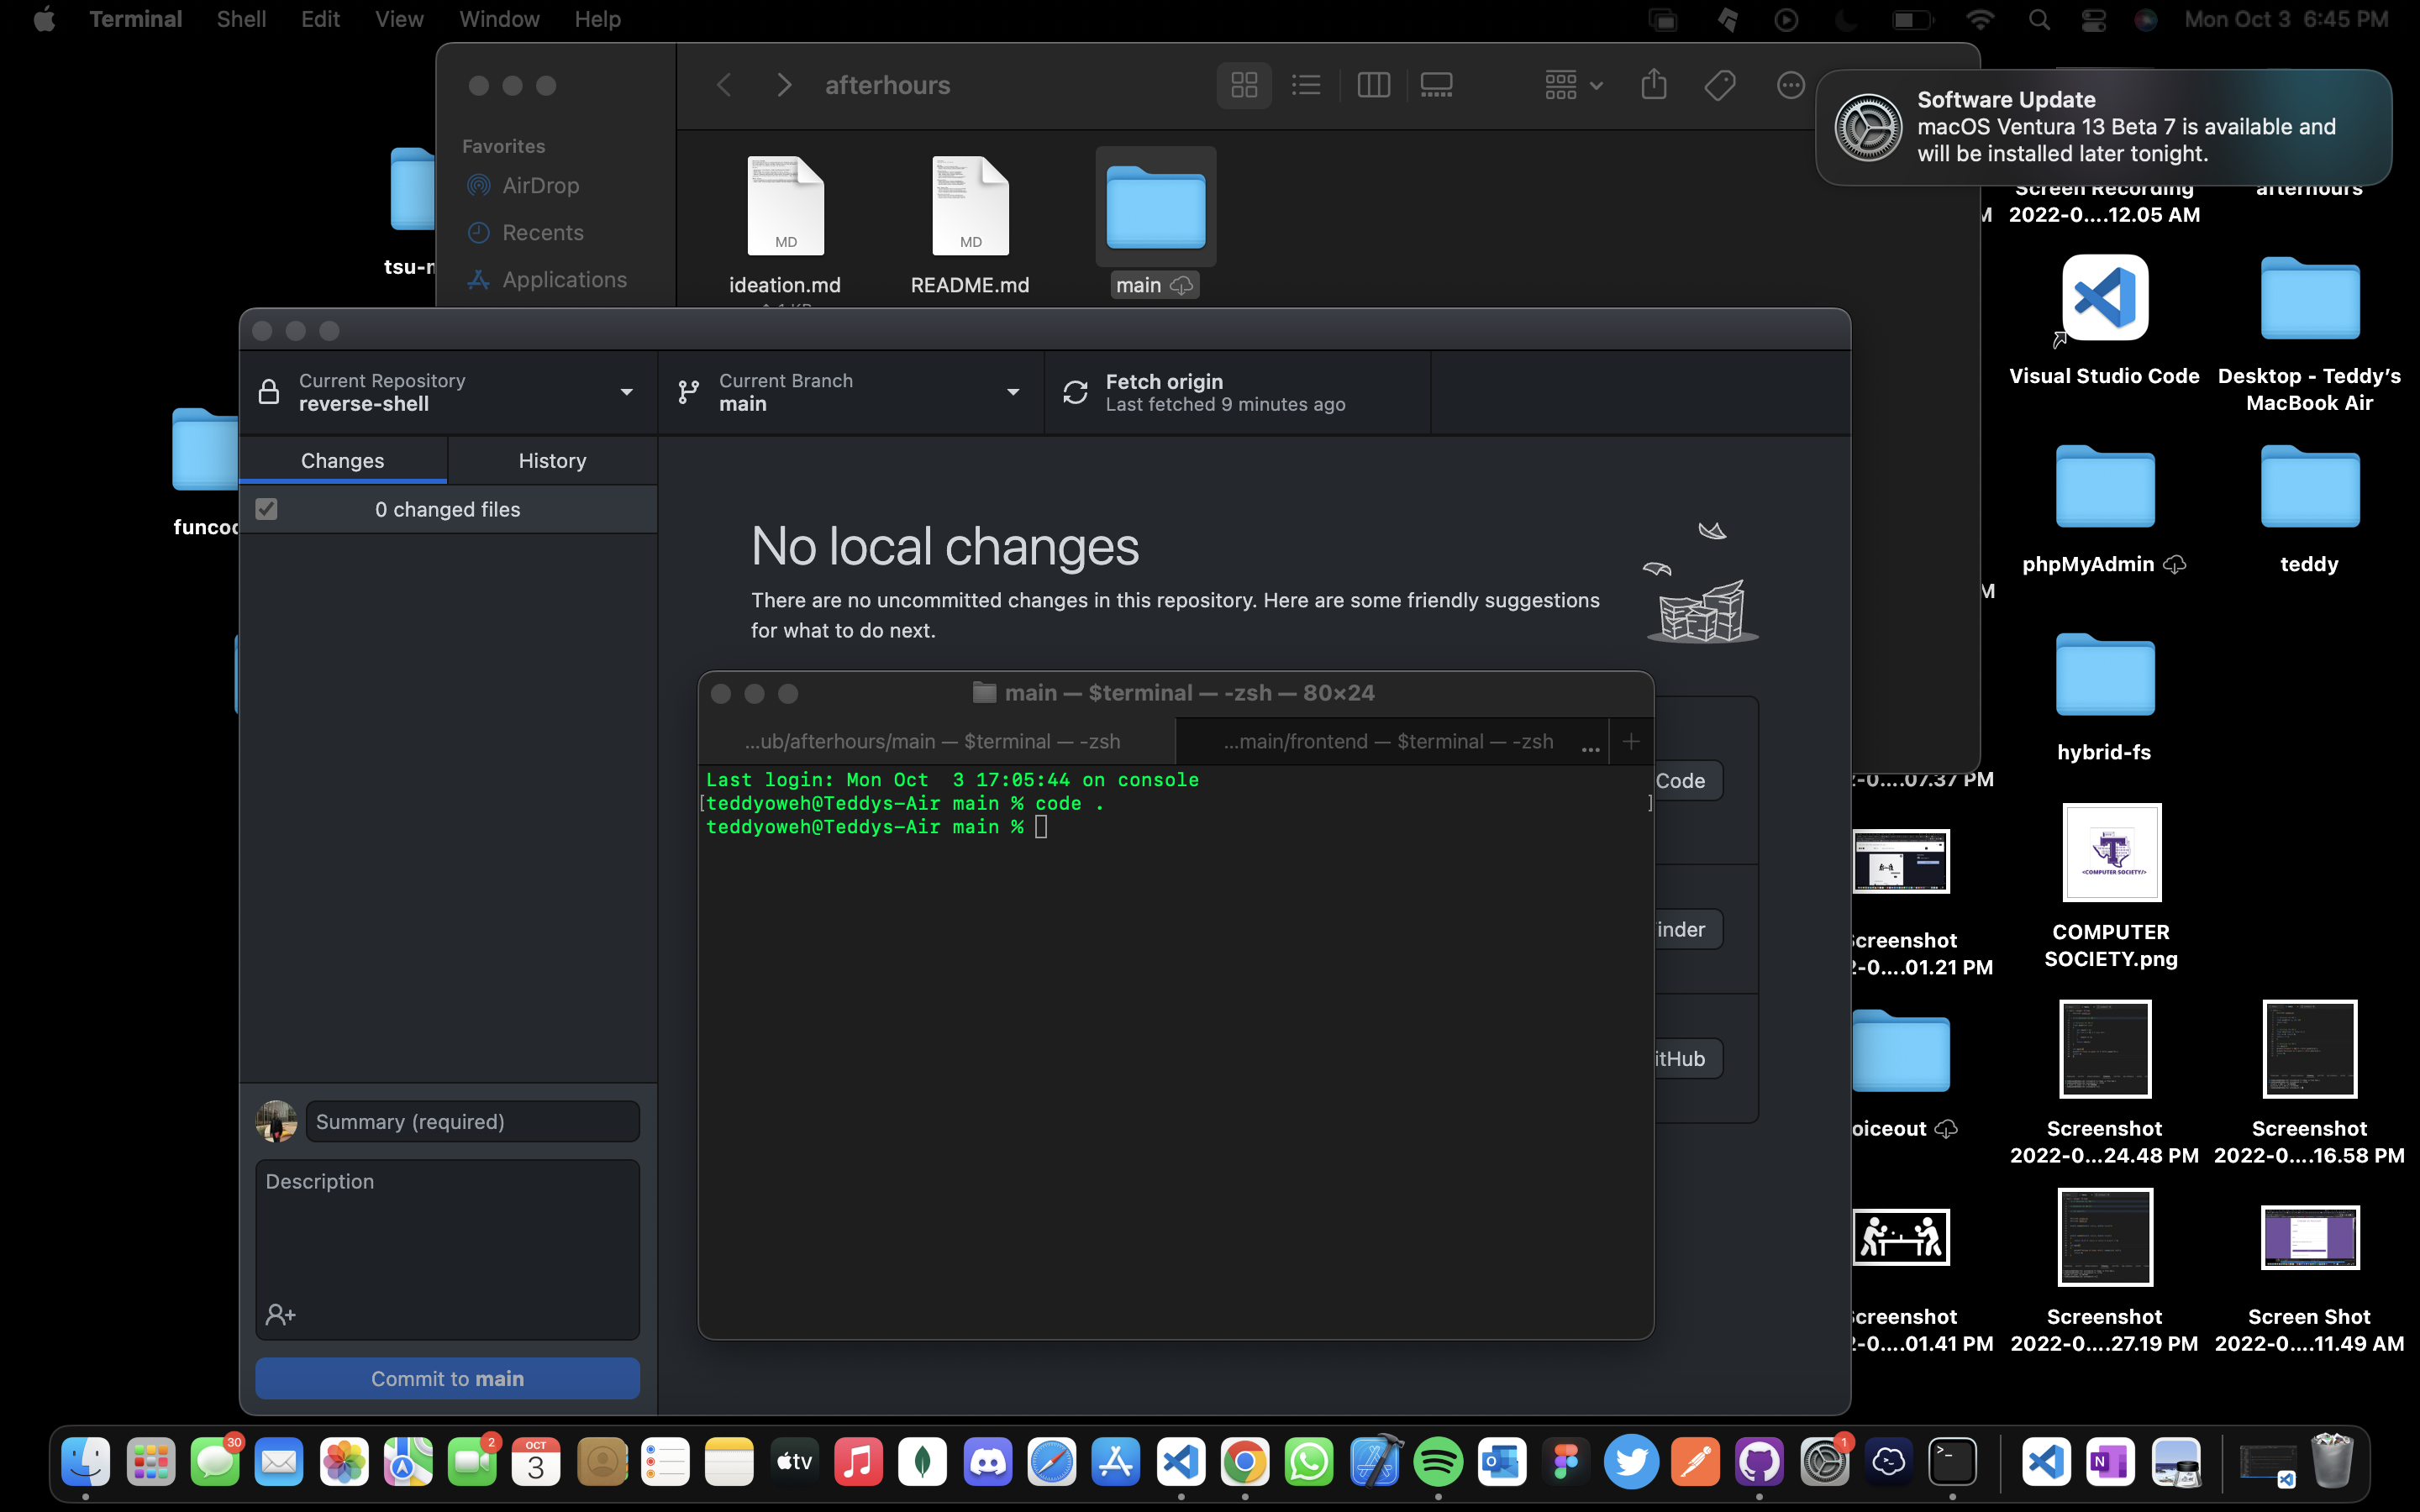 Terminal Shell Edit View Window Help
Mon Oct 3 6:45 PM
afterhours
Favorites
AirDrop
Recents
Applications
MD
MD
ideation.md
README.md
main
Software Update
macOS Ventura 13 Beta 7 is available and
will be installed later tonight.
Screen Recording
2022-0....12.05 AM
afterhours
Visual Studio Code
Desktop - Teddy’s
MacBook Air
phpMyAdmin
teddy
hybrid-fs
<COMPUTER SOCIETY/>
COMPUTER
SOCIETY.png
Screenshot
2022-0...24.48 PM
Screenshot
2022-0....16.58 PM
Screenshot
2022-0....27.19 PM
Screen Shot
2022-0....11.49 AM
tsu-
funcod
-0....07.37 PM
creenshot
-0....01.21 PM
oiceout
creenshot
-0....01.41 PM
Current Repository
reverse-shell
Current Branch
main
Fetch origin
Last fetched 9 minutes ago
Changes
History
0 changed files
No local changes
There are no uncommitted changes in this repository. Here are some friendly suggestions
for what to do next.
Code
inder
itHub
main — $terminal — -zsh — 80×24
...ub/afterhours/main — $terminal — -zsh
...main/frontend — $terminal — -zsh ...
Last login: Mon Oct  3 17:05:44 on console
[teddyoweh@Teddys-Air main % code . ]
teddyoweh@Teddys-Air main %
Summary (required)
Description
Commit to main
30
2
OCT
3
tv
1